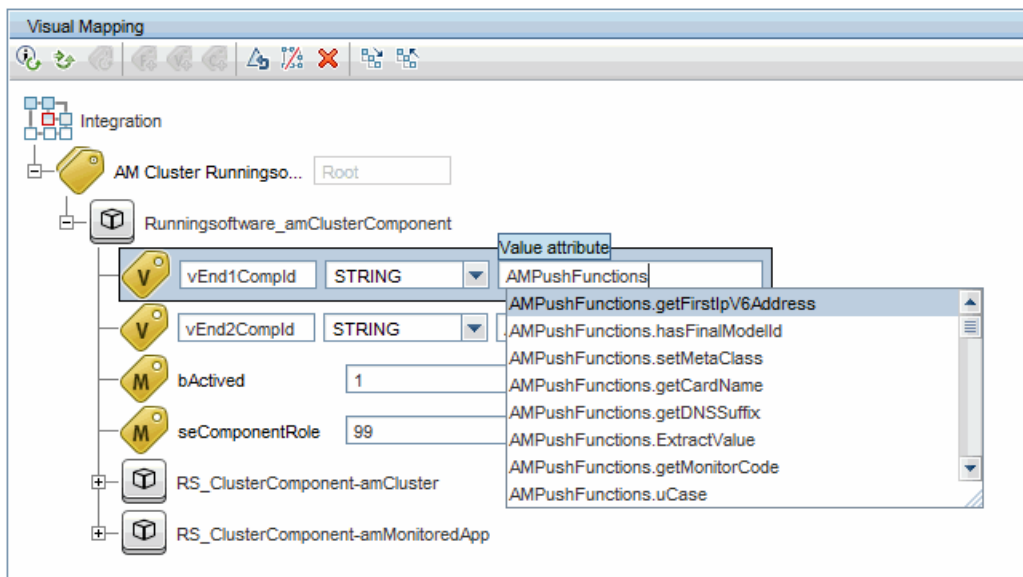 Visual Mapping
Integration
AM Cluster Runningso... Root
Runningsoftware_amClusterComponent
Value attribute
V vEnd1CompId STRING AMPushFunctions
AMPushFunctions.getFirstIpV6Address
V vEnd2CompId STRING
AMPushFunctions.hasFinalModelId
AMPushFunctions.setMetaClass
M bActived 1
AMPushFunctions.getCardName
AMPushFunctions.getDNSSuffix
M seComponentRole 99
AMPushFunctions.ExtractValue
AMPushFunctions.getMonitorCode
RS_ClusterComponent-amCluster
AMPushFunctions.uCase
RS_ClusterComponent-amMonitoredApp